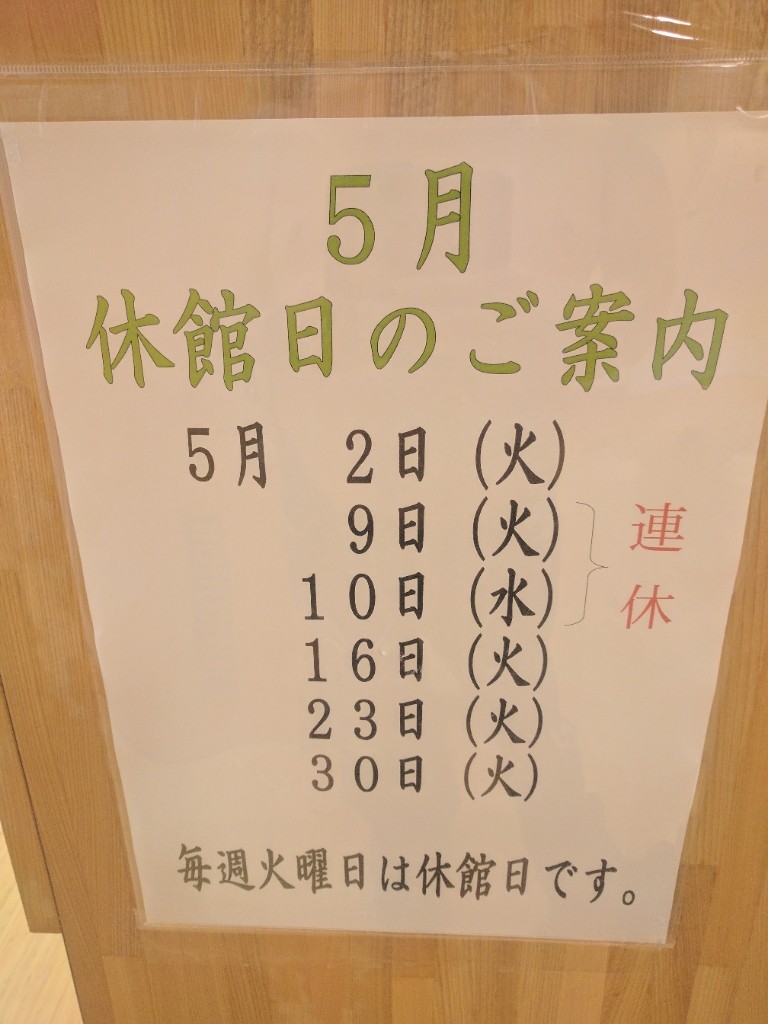 5月
休館日のご案内
5月 2日 (火)
9日 (火)
10日 (水)
連休
16日 (火)
23日 (火)
30日 (火)
毎週火曜日は休館日です。